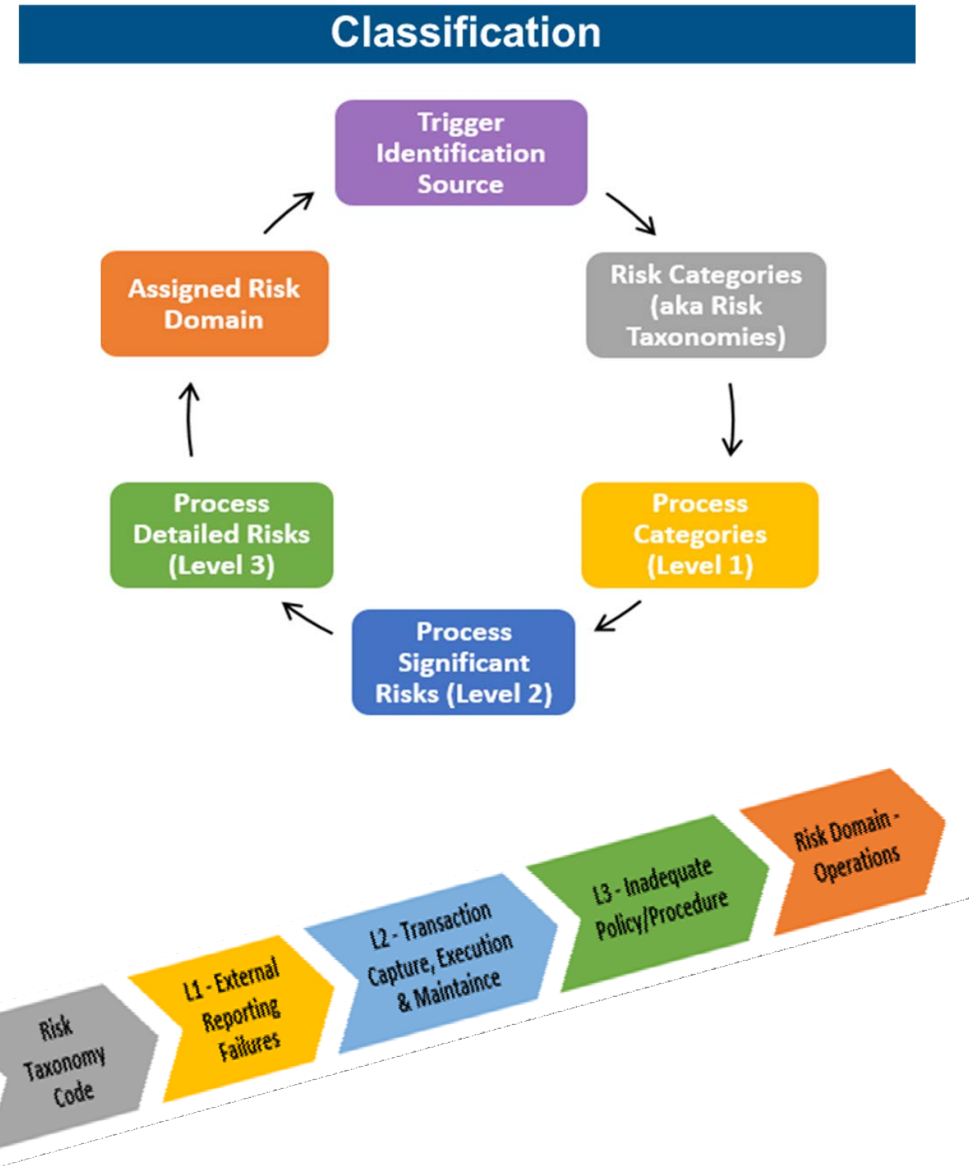 Classification
Trigger
Identification
Source
Risk Categories
(aka Risk
Taxonomies)
Process
Categories
(Level 1)
Process
Significant
Risks (Level 2)
Process
Detailed Risks
(Level 3)
Assigned Risk
Domain
Risk
Taxonomy
Code
L1 - External
Reporting
Failures
L2 - Transaction
Capture, Execution
& Maintaince
L3 - Inadequate
Policy/Procedure
Risk Domain -
Operations